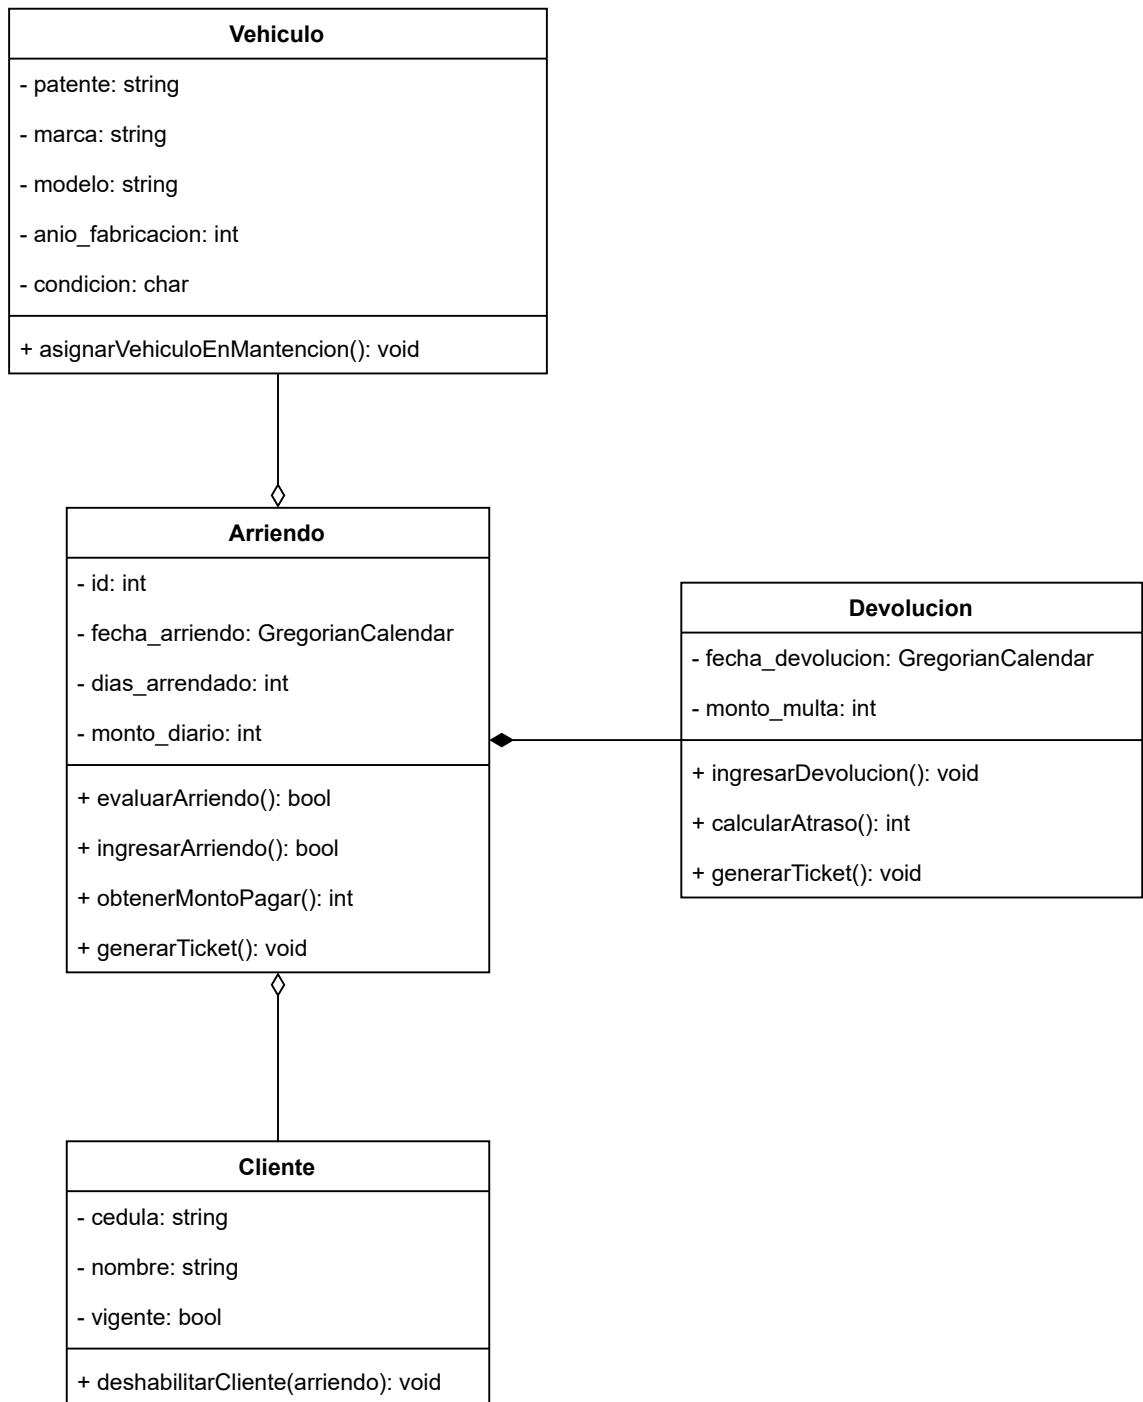 Vehiculo
- patente: string
- marca: string
- modelo: string
- anio_fabricacion: int
- condicion: char
+ asignarVehiculoEnMantencion(): void
Arriendo
- id: int
- fecha_arriendo: GregorianCalendar
- dias_arrendado: int
- monto_diario: int
+ evaluarArriendo(): bool
+ ingresarArriendo(): bool
+ obtenerMontoPagar(): int
+ generarTicket(): void
Devolucion
- fecha_devolucion: GregorianCalendar
- monto_multa: int
+ ingresarDevolucion(): void
+ calcularAtraso(): int
+ generarTicket(): void
Cliente
- cedula: string
- nombre: string
- vigente: bool
+ deshabilitarCliente(arriendo): void